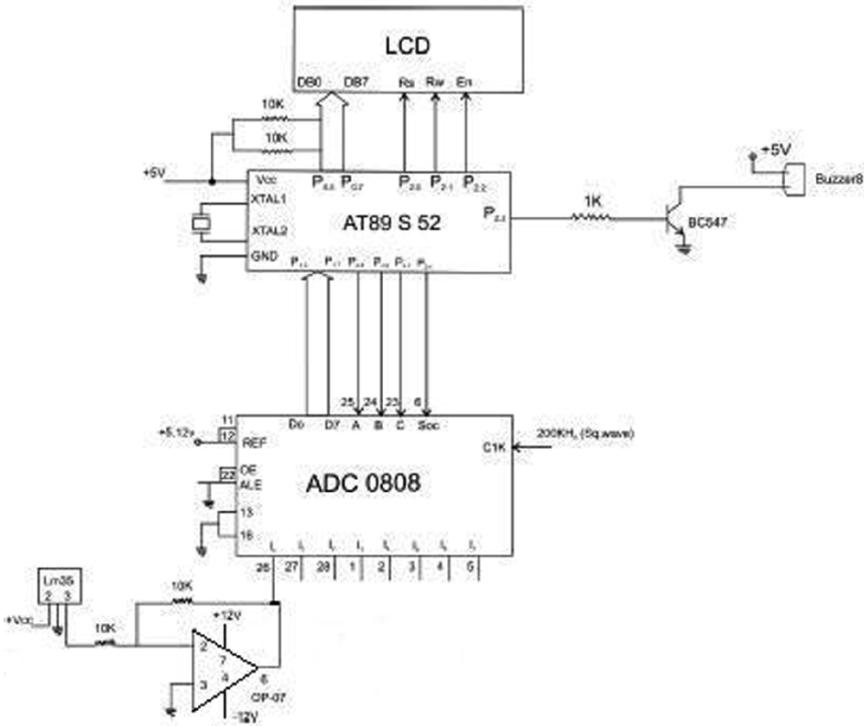 LCD
DB0 DB7 Rs Rw En
10K
10K
+5V
Vcc
XTAL1
XTAL2
GND
AT89 S 52
P2.0 P2-1 P2.2
+5V
Buzzer8
1K
BC547
25 24 23 6
Do D7 A B C Soc
11
12
+5.12v
REF
OE
22
ALE
13
16
ADC 0808
C1K
200KHz (Sq.wave)
26 27 28 1 2 3 4 5
Lm35
2 3
+Vcc
10K
10K
+12V
2
7
3
4
6
OP-07
-12V